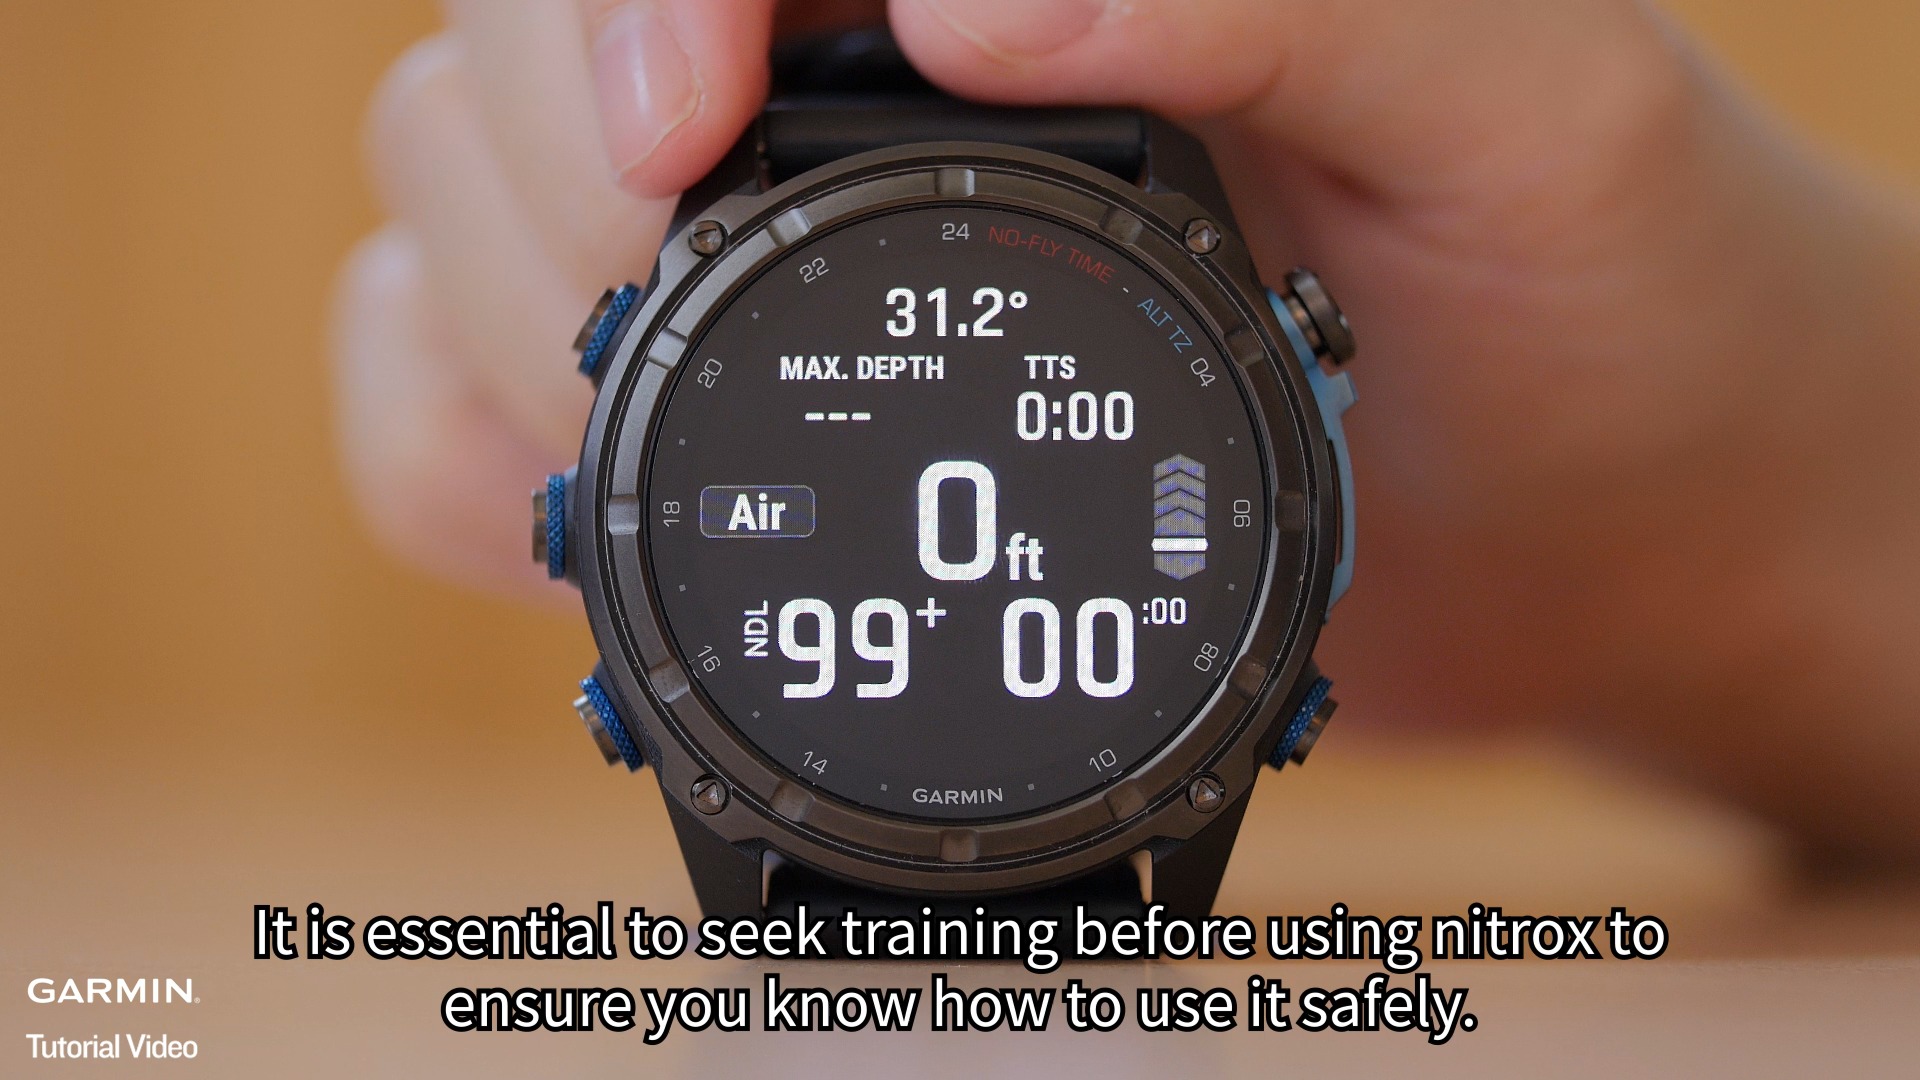 24 NO-FLY TIME - ALT TZ
22
31.2°
MAX. DEPTH TTS
--- 0:00
20 04
Air 0 ft
18 06
NDL 99+ 00:00
16 08
14 10
GARMIN
It is essential to seek training before using nitrox to
ensure you know how to use it safely.
GARMIN.
Tutorial Video